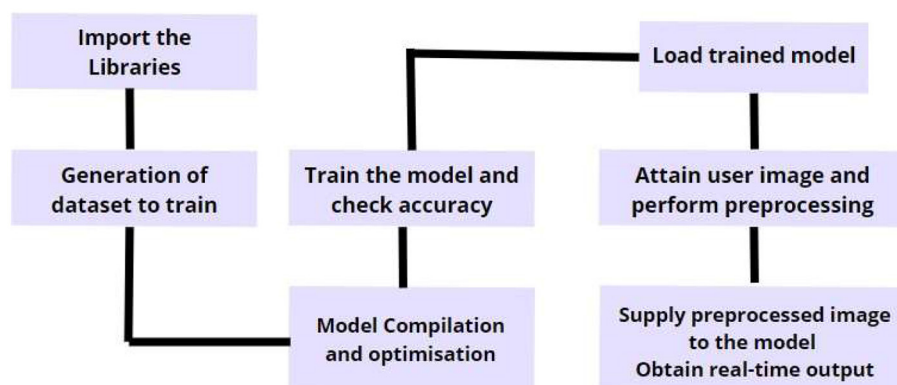 Import the
Libraries
Generation of
dataset to train
Model Compilation
and optimisation
Train the model and
check accuracy
Load trained model
Attain user image and
perform preprocessing
Supply preprocessed image
to the model
Obtain real-time output